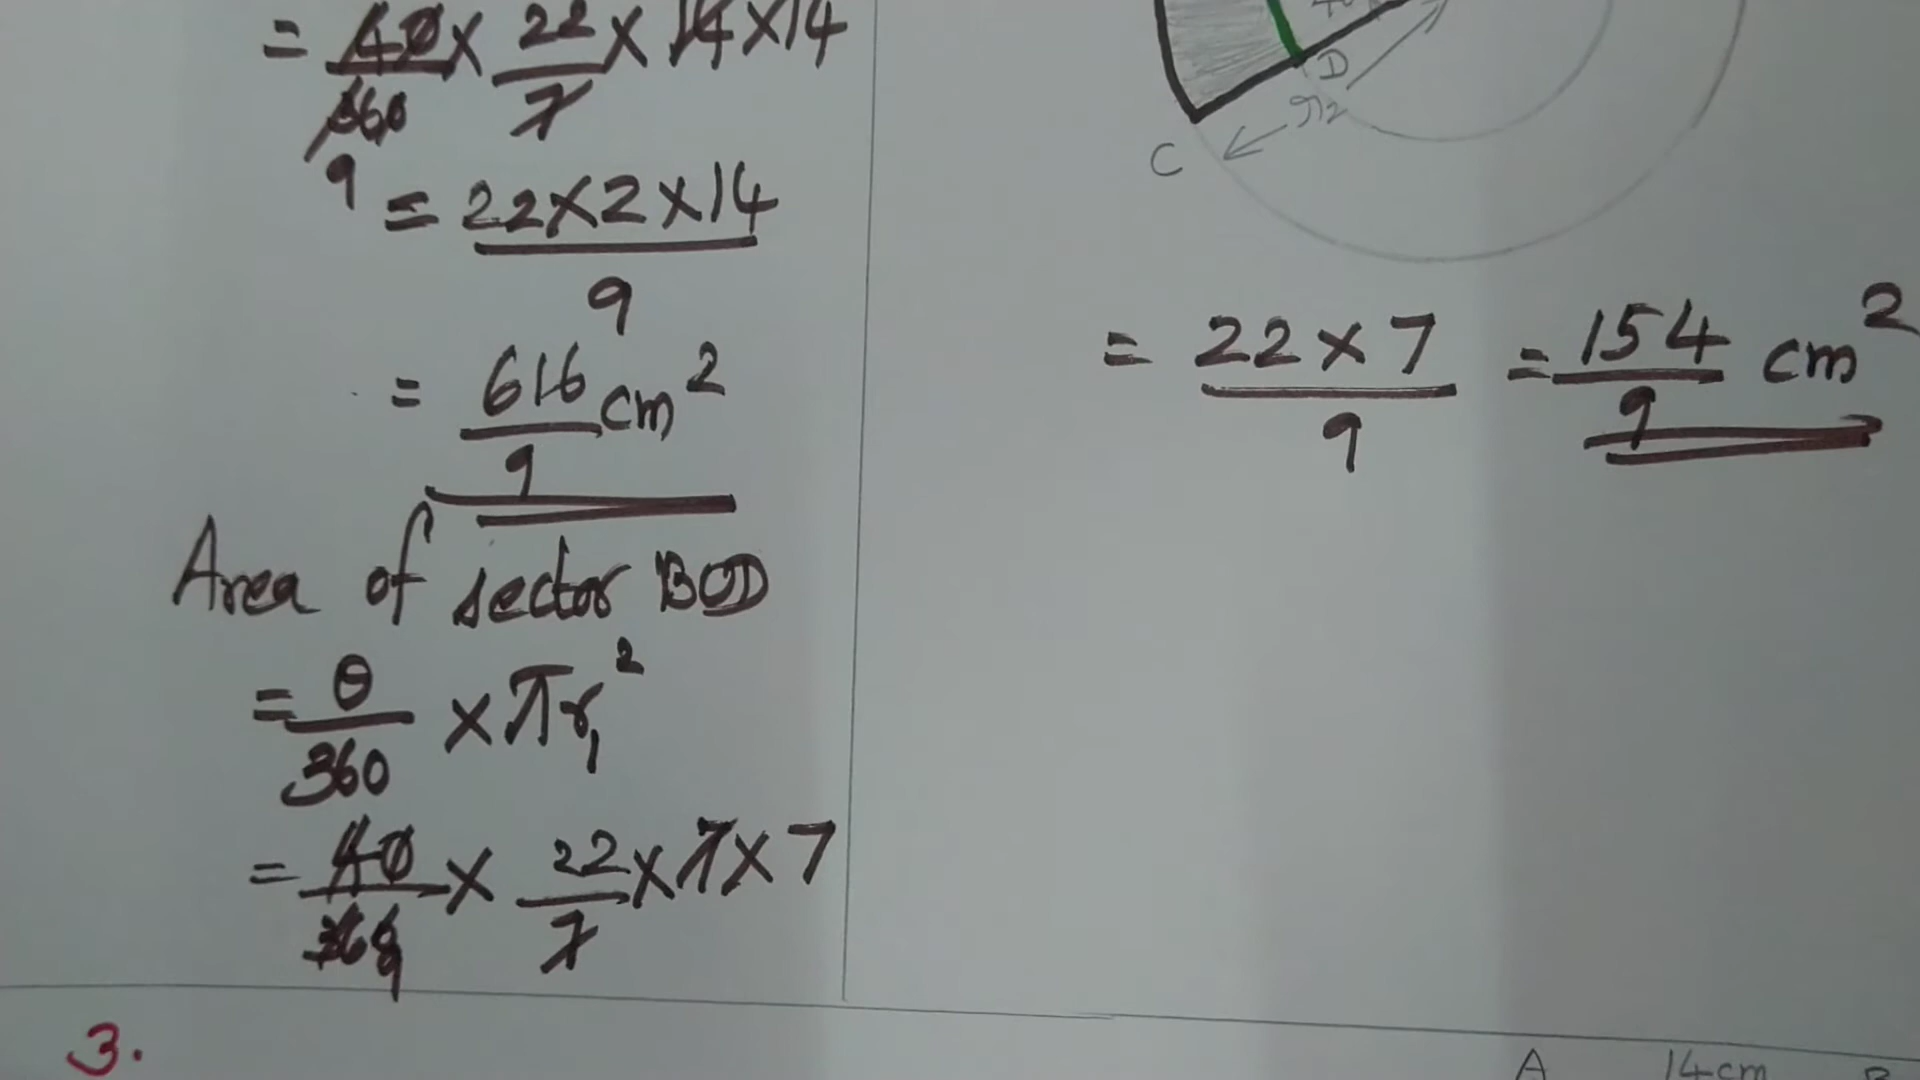 = 40/360 × 22/7 × 14 × 14
9
= 22×2×14/9
= 616/9 cm²
Area of sector BOD
= θ/360 × πr₁²
= 40/360 × 22/7 × 7 × 7
9
D
r₂
C
= 22×7/9 = 154/9 cm²
3.
A 14cm B